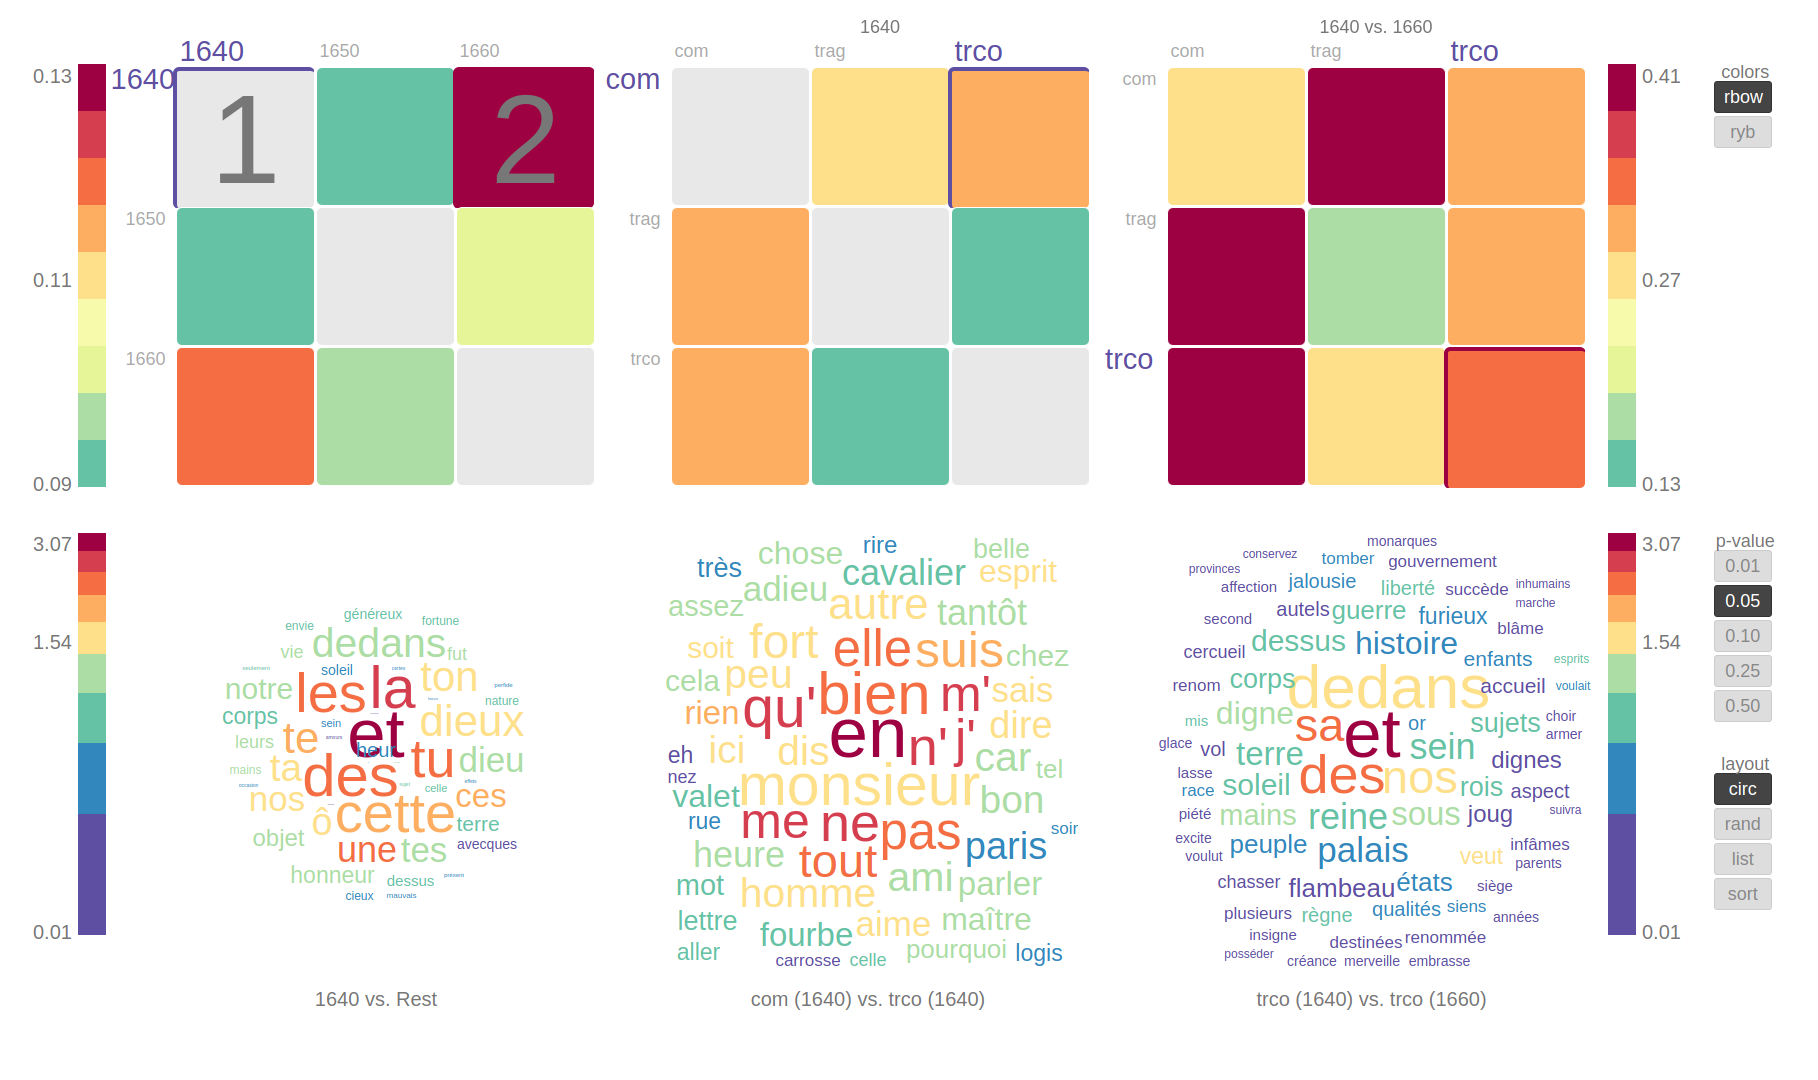 1640
1640 vs. 1660
1640 1650 1660
com trag trco
com trag trco
colors
rbow
ryb
0.13
0.11
0.09
1640
1650
1660
1
2
com
trag
trco
com
trag
trco
0.41
0.27
0.13
3.07
1.54
0.01
généreux
envie fortune
dedans
vie fut
seulement soleil certes
les la ton
notre perfide
nature
corps sein dieux
te et
leurs amours heur
mains ta des tu dieu
occasion effets
nos sujet celle ces
ô cette terre
objet une tes avecques
honneur dessus présent
cieux mauvais
1640 vs. Rest
rire
très chose belle
cavalier esprit
assez adieu autre tantôt
soit fort elle suis chez
cela peu sais
rien qu' bien m' dire
eh ici dis en n' j' car
nez tel
valet monsieur bon
rue me ne pas paris soir
heure tout
mot homme ami parler
lettre fourbe aime maître
aller pourquoi logis
carrosse celle
com (1640) vs. trco (1640)
monarques
conservez tomber gouvernement
provinces
affection jalousie liberté succède inhumains
second autels guerre furieux marche
blâme
cercueil dessus histoire enfants esprits
renom corps dedans accueil voulait
mis digne sa et or sujets choir
armer
glace vol terre sein dignes
lasse
race soleil des nos rois aspect
piété mains reine sous joug suivra
excite peuple palais infâmes
voulut veut parents
chasser flambeau états siège
plusieurs règne qualités siens années
insigne destinées renommée
posséder créance merveille embrasse
trco (1640) vs. trco (1660)
3.07
1.54
0.01
p-value
0.01
0.05
0.10
0.25
0.50
layout
circ
rand
list
sort